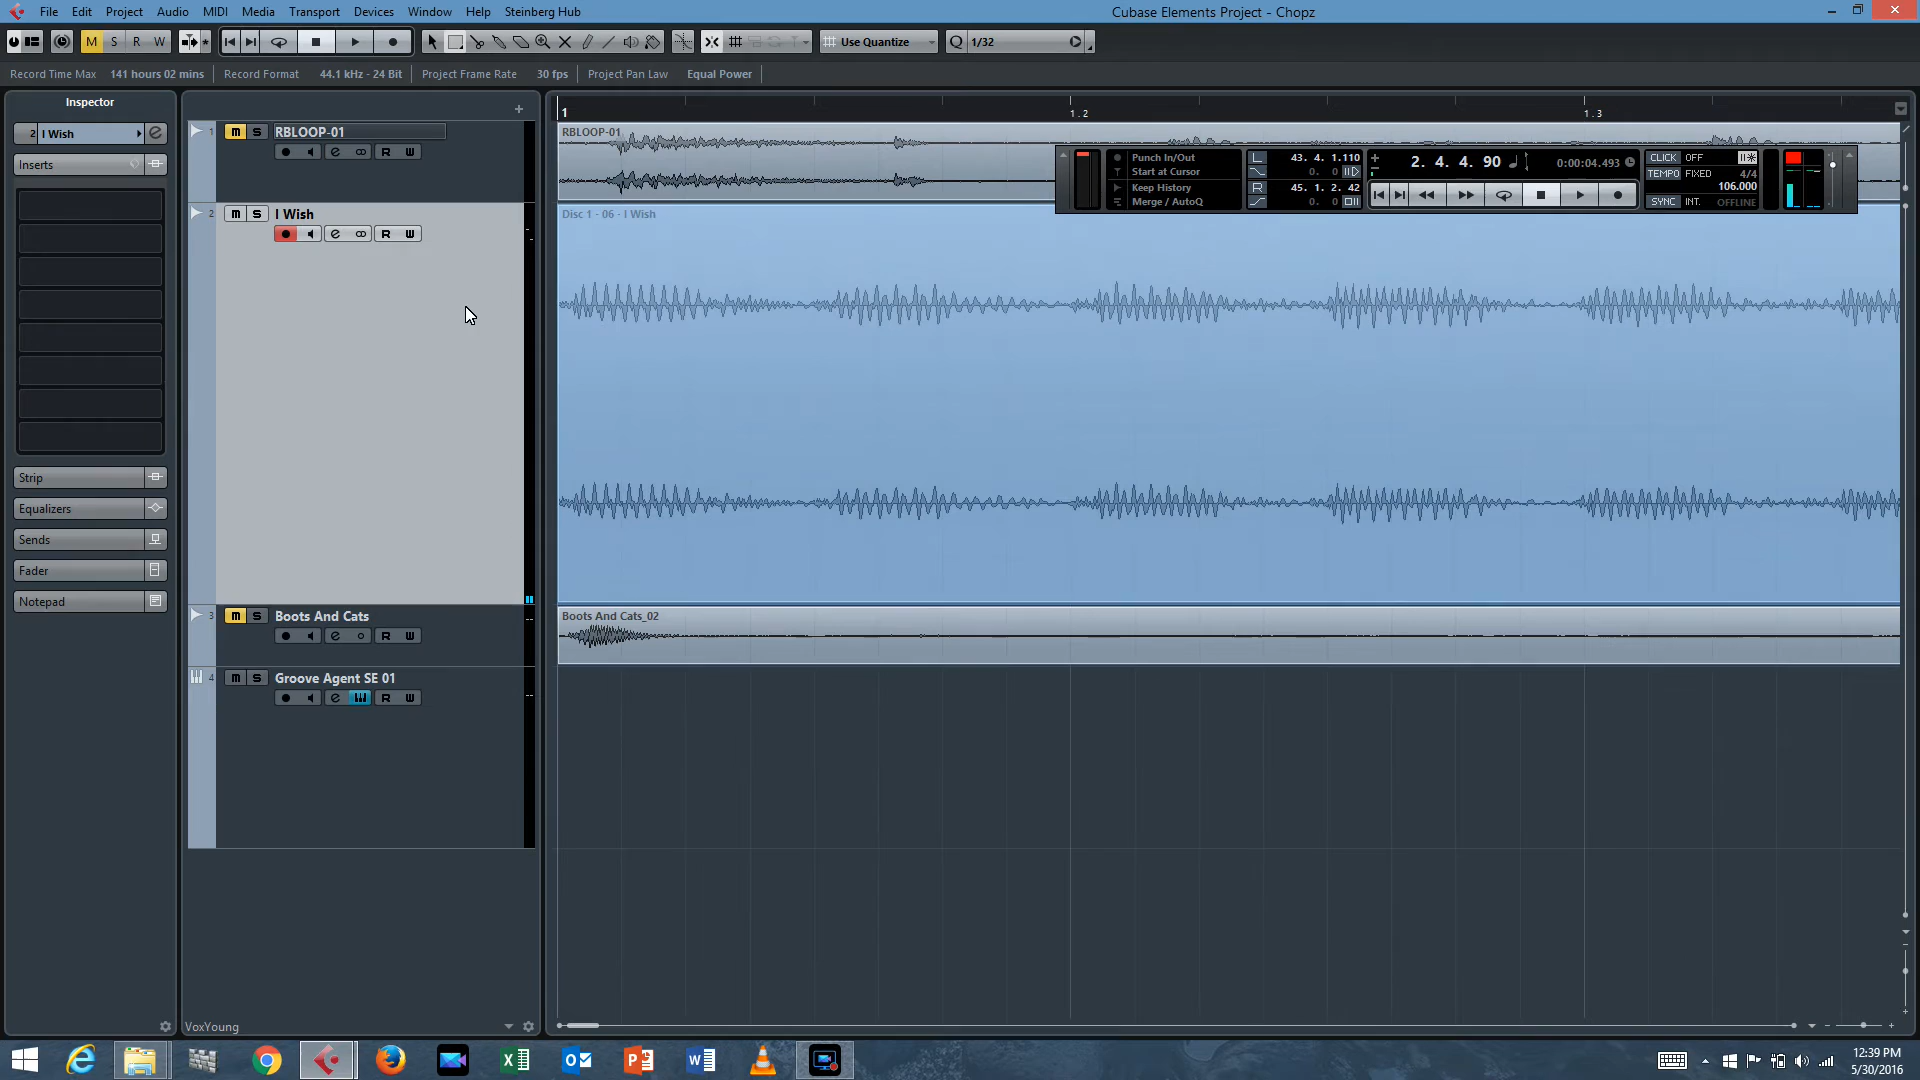 File Edit Project Audio MIDI Media Transport Devices Window Help Steinberg Hub
Cubase Elements Project - Chopz
M S R W
Use Quantize
Q 1/32
Record Time Max 141 hours 02 mins Record Format 44.1 kHz - 24 Bit Project Frame Rate 30 fps Project Pan Law Equal Power
Inspector
2 I Wish
Inserts
Strip
Equalizers
Sends
Fader
Notepad
1 m S RBLOOP-01
R W
2 m S I Wish
R W
3 m S Boots And Cats
R W
4 m S Groove Agent SE 01
R W
VoxYoung
1
1.2
1.3
RBLOOP-01
Disc 1 - 06 - I Wish
Boots And Cats_02
Punch In/Out
Start at Cursor
Keep History
Merge / AutoQ
L 43. 4. 1.110
0. 0
R 45. 1. 2. 42
0. 0
2. 4. 4. 90
0:00:04.493
CLICK OFF
TEMPO FIXED 4/4
106.000
SYNC INT. OFFLINE
12:39 PM
5/30/2016